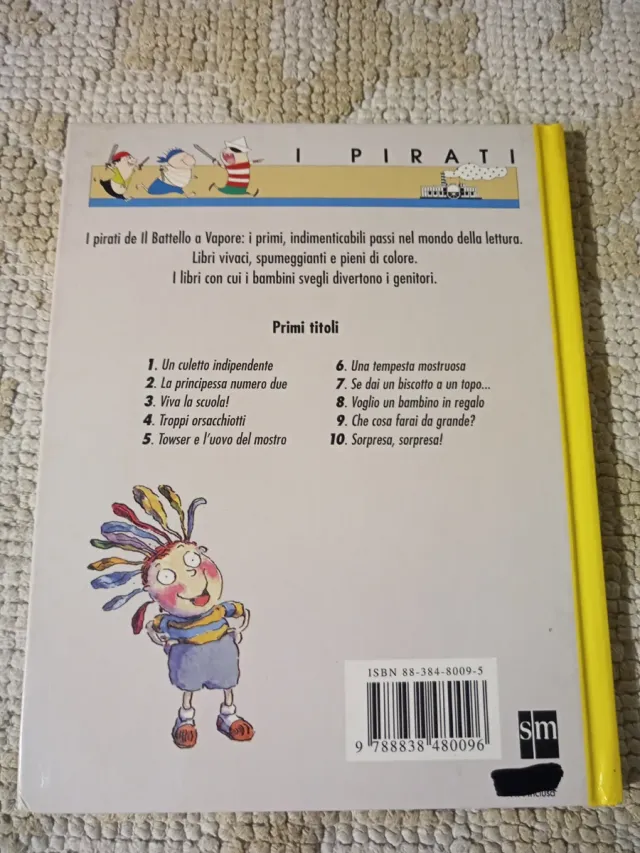 I PIRATI
I pirati de Il Battello a Vapore: i primi, indimenticabili passi nel mondo della lettura.
Libri vivaci, spumeggianti e pieni di colore.
I libri con cui i bambini svegli divertono i genitori.
Primi titoli
1. Un culetto indipendente
2. La principessa numero due
3. Viva la scuola!
4. Troppi orsacchiotti
5. Towser e l'uovo del mostro
6. Una tempesta mostruosa
7. Se dai un biscotto a un topo...
8. Voglio un bambino in regalo
9. Che cosa farai da grande?
10. Sorpresa, sorpresa!
ISBN 88-384-8009-5
9 788838 480096
sm